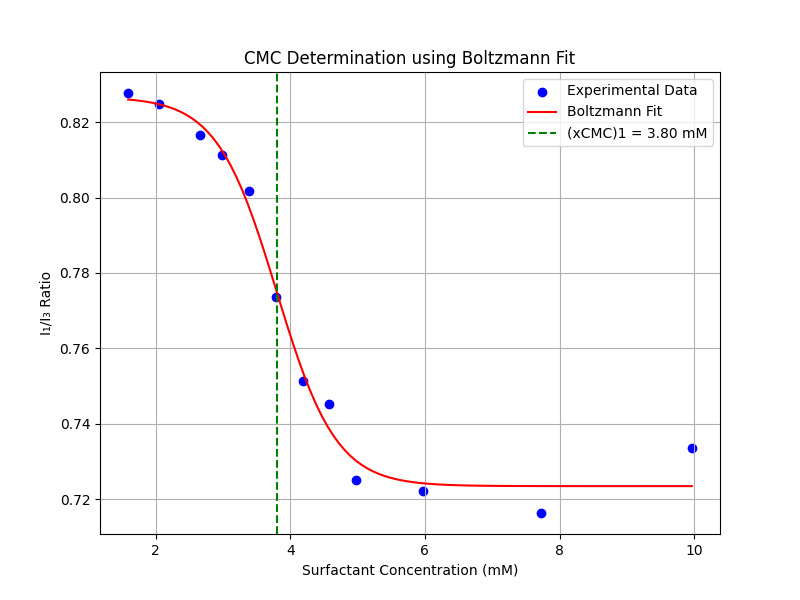 CMC Determination using Boltzmann Fit
Experimental Data
Boltzmann Fit
(xCMC)1 = 3.80 mM
0.82
0.80
0.78
0.76
0.74
0.72
I₁/I₃ Ratio
2 4 6 8 10
Surfactant Concentration (mM)